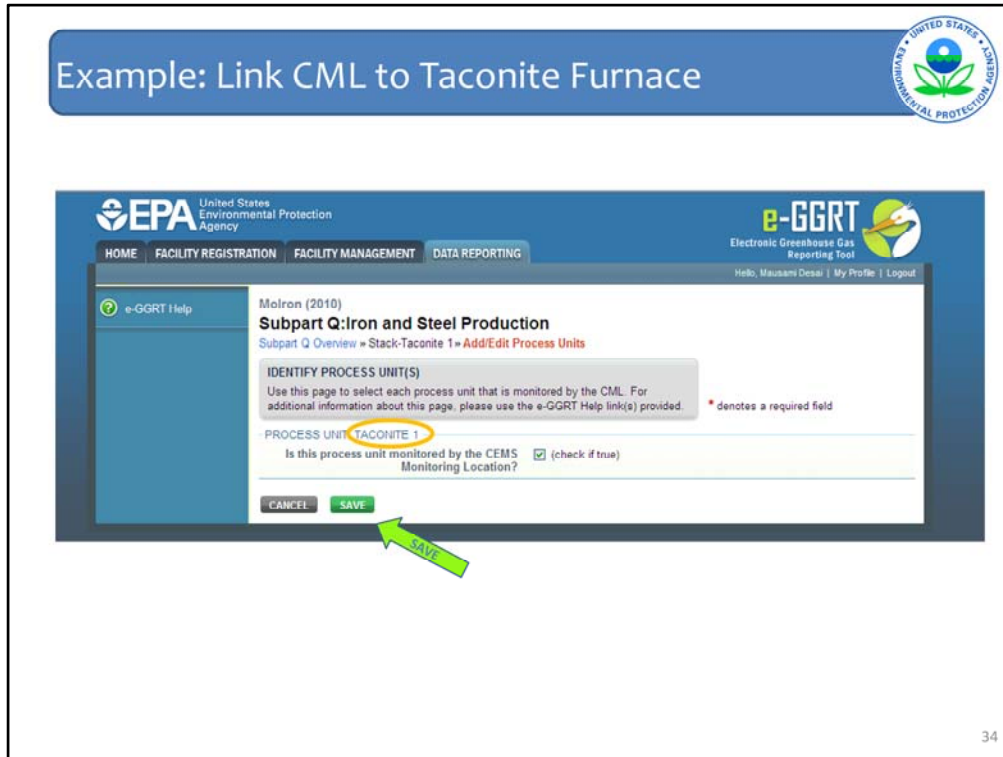 Example: Link CML to Taconite Furnace
UNITED STATES
ENVIRONMENTAL PROTECTION AGENCY
EPA United States
Environmental Protection
Agency
e-GGRT
Electronic Greenhouse Gas
Reporting Tool
HOME FACILITY REGISTRATION FACILITY MANAGEMENT DATA REPORTING
Hello, Mausami Desai | My Profile | Logout
? e-GGRT Help
MoIron (2010)
Subpart Q:Iron and Steel Production
Subpart Q Overview » Stack-Taconite 1 » Add/Edit Process Units
IDENTIFY PROCESS UNIT(S)
Use this page to select each process unit that is monitored by the CML. For
additional information about this page, please use the e-GGRT Help link(s) provided.
* denotes a required field
PROCESS UNIT TACONITE 1
Is this process unit monitored by the CEMS
Monitoring Location?
(check if true)
CANCEL SAVE
SAVE
34